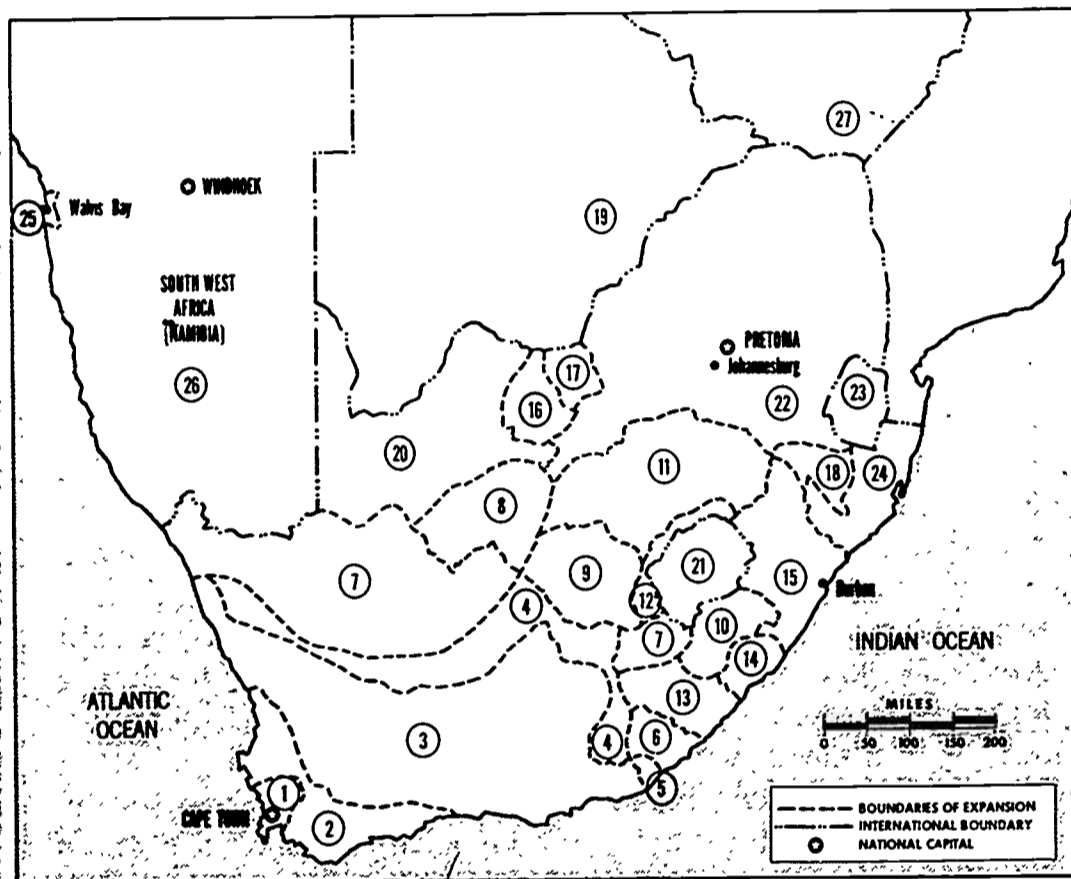 27
WINDHOEK
25
Walvis Bay
19
SOUTH WEST
AFRICA
(NAMIBIA)
PRETORIA
Johannesburg
17
23
26
16
22
20
11
18
24
8
7
9
21
15
12
4
Durban
10
7
INDIAN OCEAN
14
13
ATLANTIC
OCEAN
MILES
0 50 100 150 200
3
4
6
5
1
CAPE TOWN
2
BOUNDARIES OF EXPANSION
INTERNATIONAL BOUNDARY
NATIONAL CAPITAL